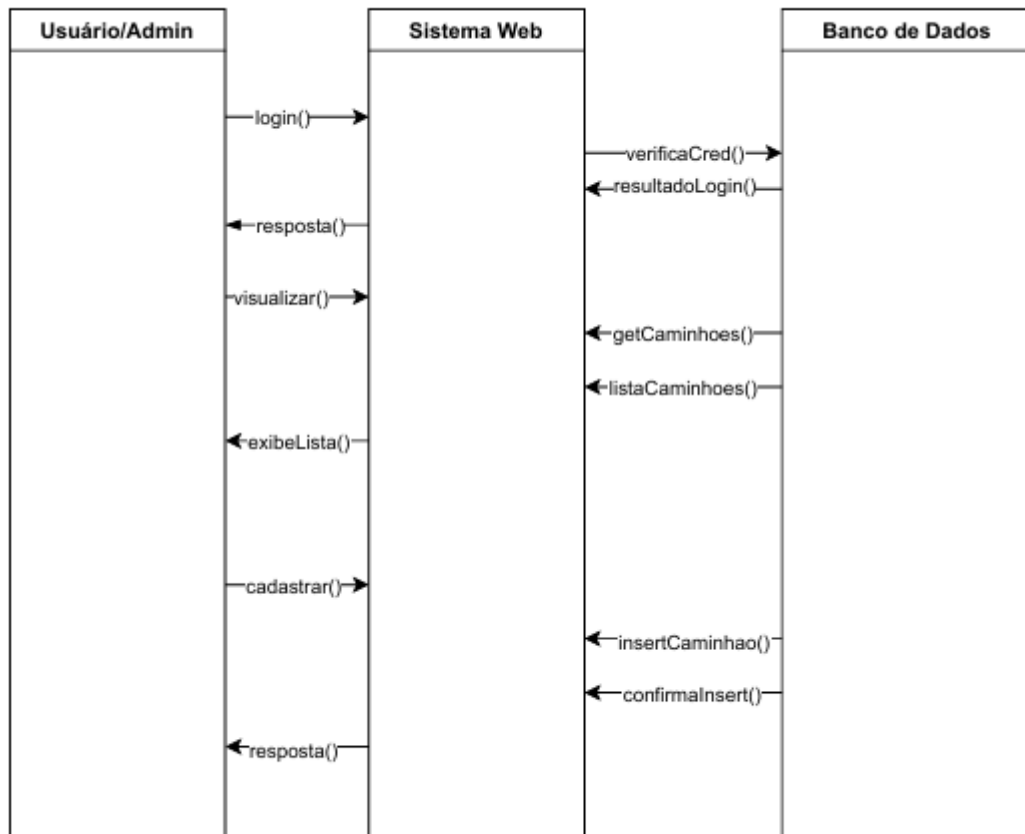 Usuário/Admin
Sistema Web
Banco de Dados
login()
verificaCred()
resultadoLogin()
resposta()
visualizar()
getCaminhoes()
listaCaminhoes()
exibeLista()
cadastrar()
insertCaminhao()
confirmaInsert()
resposta()